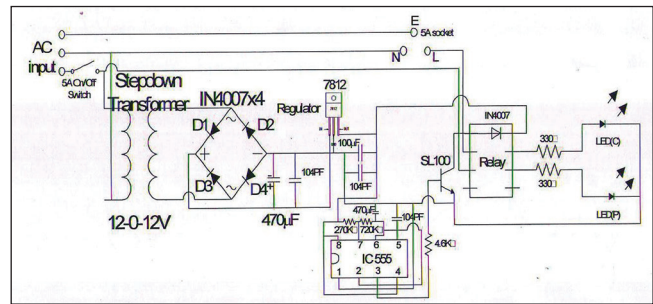 E
5A socket
AC
input
N
L
5A On/Off
Switch
Stepdown
Transformer
IN4007x4
Regulator
7812
D1
D2
D3
D4
+
470µF
104PF
100µF
104PF
12-0-12V
SL100
IN4007
Relay
330□
330□
LED(C)
LED(P)
470µF
104PF
270K□
720K□
4.6K□
8 7 6 5
IC 555
1 2 3 4